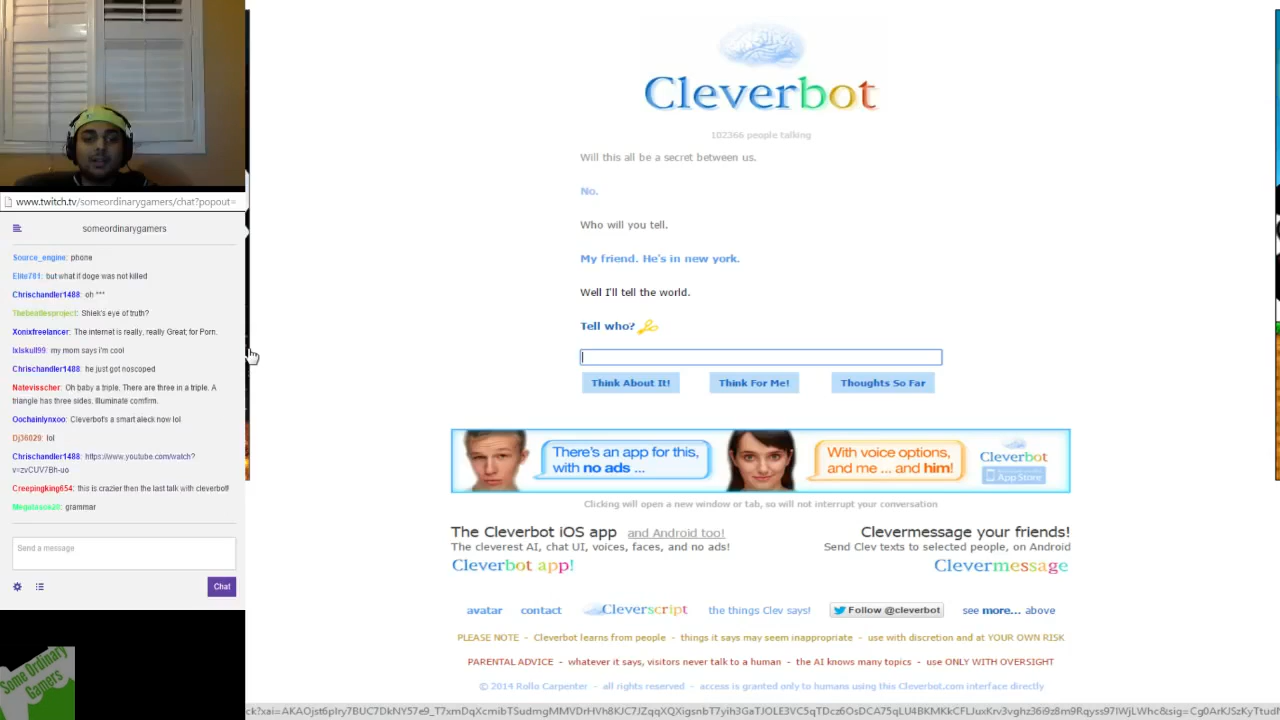 www.twitch.tv/someordinarygamers/chat?popout=
someordinarygamers
Source_engine: phone
Elite781: but what if doge was not killed
Chrischandler1488: oh ***
Thebeatlesproject: Shiek's eye of truth?
Xonixfreelancer: The internet is really, really Great; for Porn.
lxlskull99: my mom says i'm cool
Chrischandler1488: he just got noscoped
Natevisscher: Oh baby a triple. There are three in a triple. A
triangle has three sides. Illuminate comfirm.
Oochainlynxoo: Cleverbot's a smart aleck now lol
Dj36029: lol
Chrischandler1488: https://www.youtube.com/watch?
v=zvCUV7Bh-uo
Creepingking654: this is crazier then the last talk with cleverbot!
grammar
Send a message
Chat
Cleverbot
102366 people talking
Will this all be a secret between us.
No.
Who will you tell.
My friend. He's in new york.
Well I'll tell the world.
Tell who?
Think About It! Think For Me! Thoughts So Far
There's an app for this,
with no ads ...
With voice options,
and me ... and him!
Cleverbot
App Store
Clicking will open a new window or tab, so will not interrupt your conversation
The Cleverbot iOS app and Android too!
The cleverest AI, chat UI, voices, faces, and no ads!
Cleverbot app!
Clevermessage your friends!
Send Clev texts to selected people, on Android
Clevermessage
avatar contact Cleverscript the things Clev says! Follow @cleverbot see more... above
PLEASE NOTE - Cleverbot learns from people - things it says may seem inappropriate - use with discretion and at YOUR OWN RISK
PARENTAL ADVICE - whatever it says, visitors never talk to a human - the AI knows many topics - use ONLY WITH OVERSIGHT
© 2014 Rollo Carpenter - all rights reserved - access is granted only to humans using this Cleverbot.com interface directly